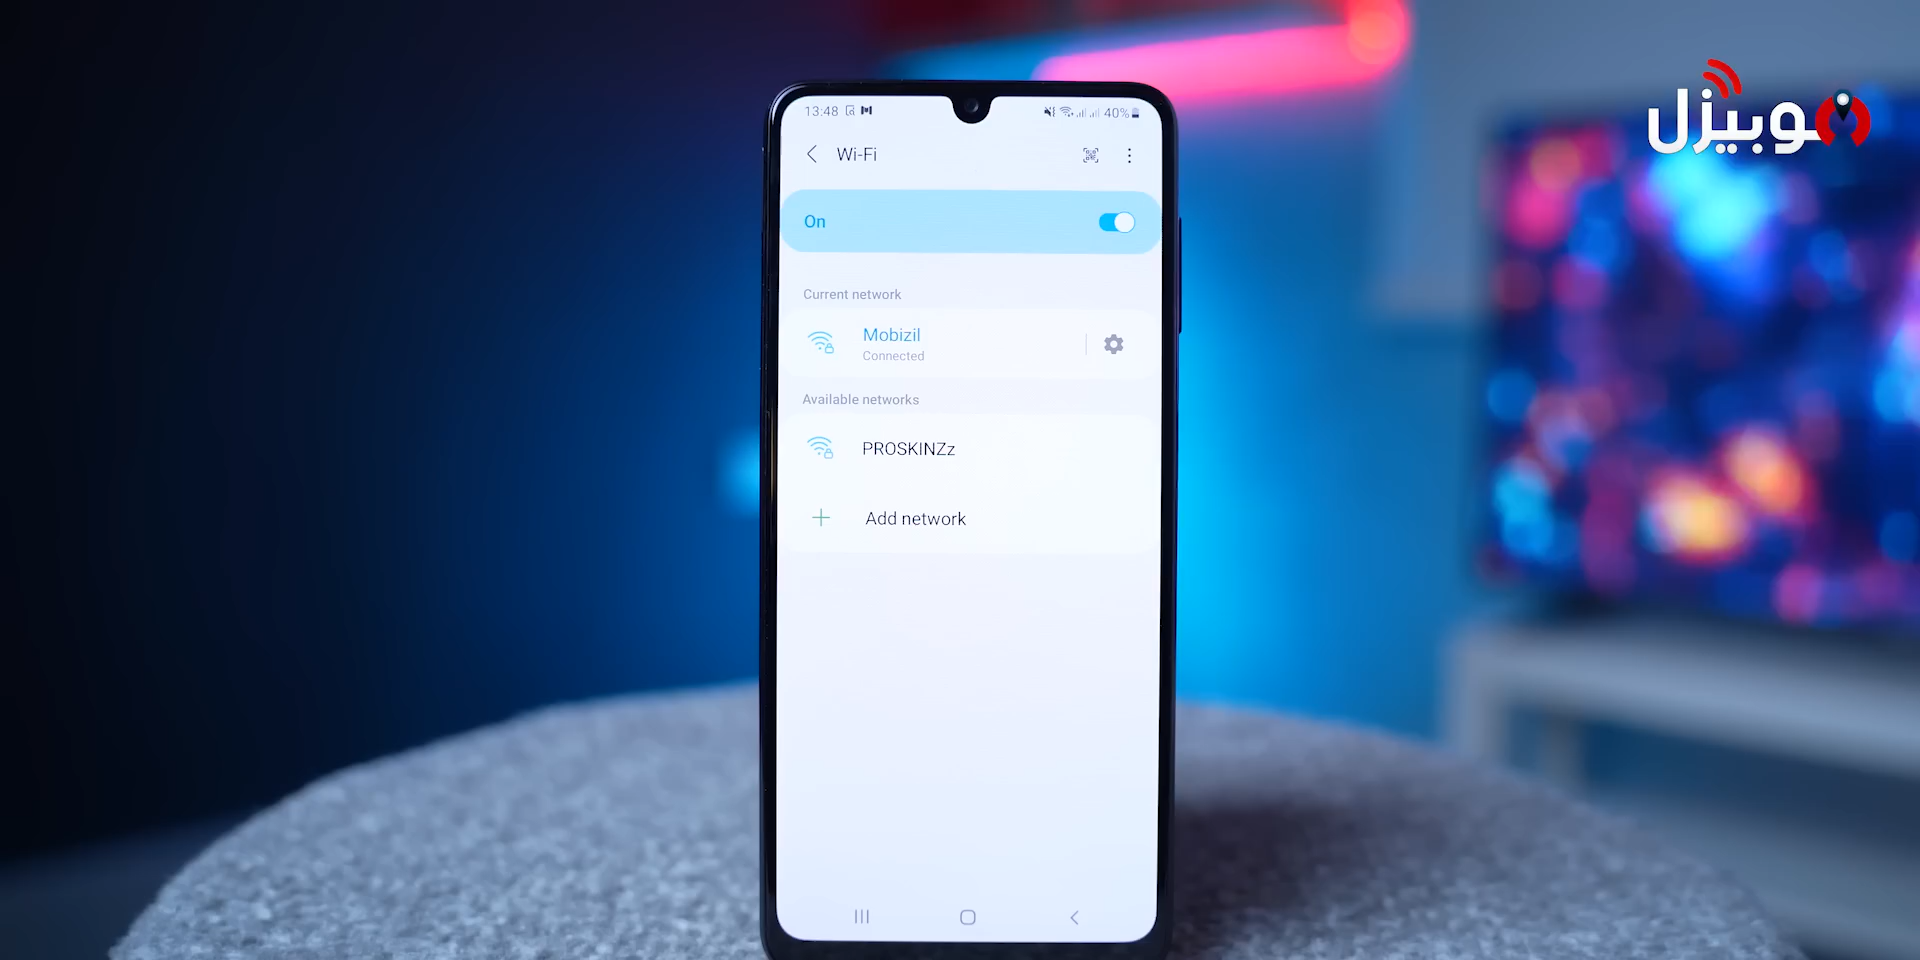 موبيزل
13:48 40%
Wi-Fi
On
Current network
Mobizil
Connected
Available networks
PROSKINZz
Add network